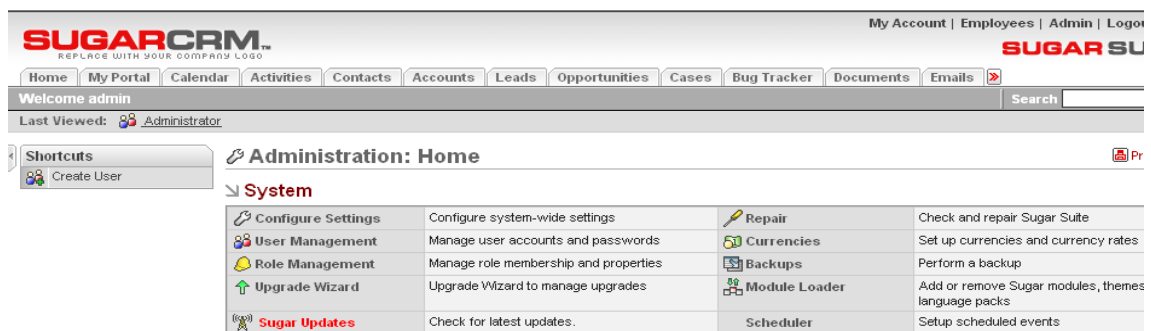 My Account | Employees | Admin | Logou
SUGARCRM™
REPLACE WITH YOUR COMPANY LOGO
SUGAR SU
Home My Portal Calendar Activities Contacts Accounts Leads Opportunities Cases Bug Tracker Documents Emails
Welcome admin Search
Last Viewed: Administrator
Shortcuts
Create User
Administration: Home
Pr
System
Configure Settings Configure system-wide settings Repair Check and repair Sugar Suite
User Management Manage user accounts and passwords Currencies Set up currencies and currency rates
Role Management Manage role membership and properties Backups Perform a backup
Upgrade Wizard Upgrade Wizard to manage upgrades Module Loader Add or remove Sugar modules, themes
language packs
Sugar Updates Check for latest updates. Scheduler Setup scheduled events